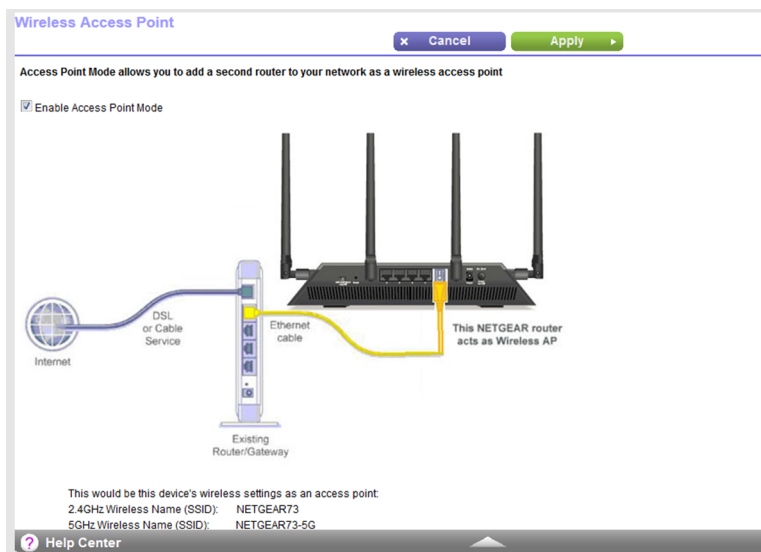 Wireless Access Point
x Cancel
Apply
Access Point Mode allows you to add a second router to your network as a wireless access point
Enable Access Point Mode
DSL
or Cable
Service
Ethernet
cable
Internet
This NETGEAR router
acts as Wireless AP
Existing
Router/Gateway
This would be this device's wireless settings as an access point:
2.4GHz Wireless Name (SSID): NETGEAR73
5GHz Wireless Name (SSID): NETGEAR73-5G
? Help Center